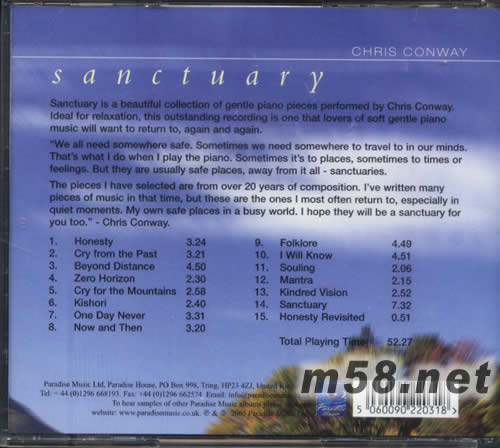 CHRIS CONWAY
sanctuary
Sanctuary is a beautiful collection of gentle piano pieces performed by Chris Conway.
Ideal for relaxation, this outstanding recording is one that lovers of soft gentle piano
music will want to return to, again and again.
"We all need somewhere safe. Sometimes we need somewhere to travel to in our minds.
That's what I do when I play the piano. Sometimes it's to places, sometimes to times or
feelings. But they are usually safe places, away from it all - sanctuaries.
The pieces I have selected are from over 20 years of composition. I've written many
pieces of music in that time, but these are the ones I most often return to, especially in
quiet moments. My own safe places in a busy world. I hope they will be a sanctuary for
you too." - Chris Conway.
1. Honesty 3.24
2. Cry from the Past 3.21
3. Beyond Distance 4.50
4. Zero Horizon 2.30
5. Cry for the Mountains 2.58
6. Kishori 2.40
7. One Day Never 3.31
8. Now and Then 3.20
9. Folklore 4.49
10. I Will Know 4.51
11. Souling 2.06
12. Mantra 2.15
13. Kindred Vision 2.52
14. Sanctuary 7.32
15. Honesty Revisited 0.51
Total Playing Time 52.27
Paradise Music Ltd, Paradise House, PO Box 998, Tring, HP23 4ZJ, United
Tel: + 44 (0)1296 668193, Fax: +44 (0)1296 662574, Email:
To hear samples of other Paradise Music albums please
website: www.paradisemusic.co.uk. ℗ & ©
m58.net
5 060090 220318